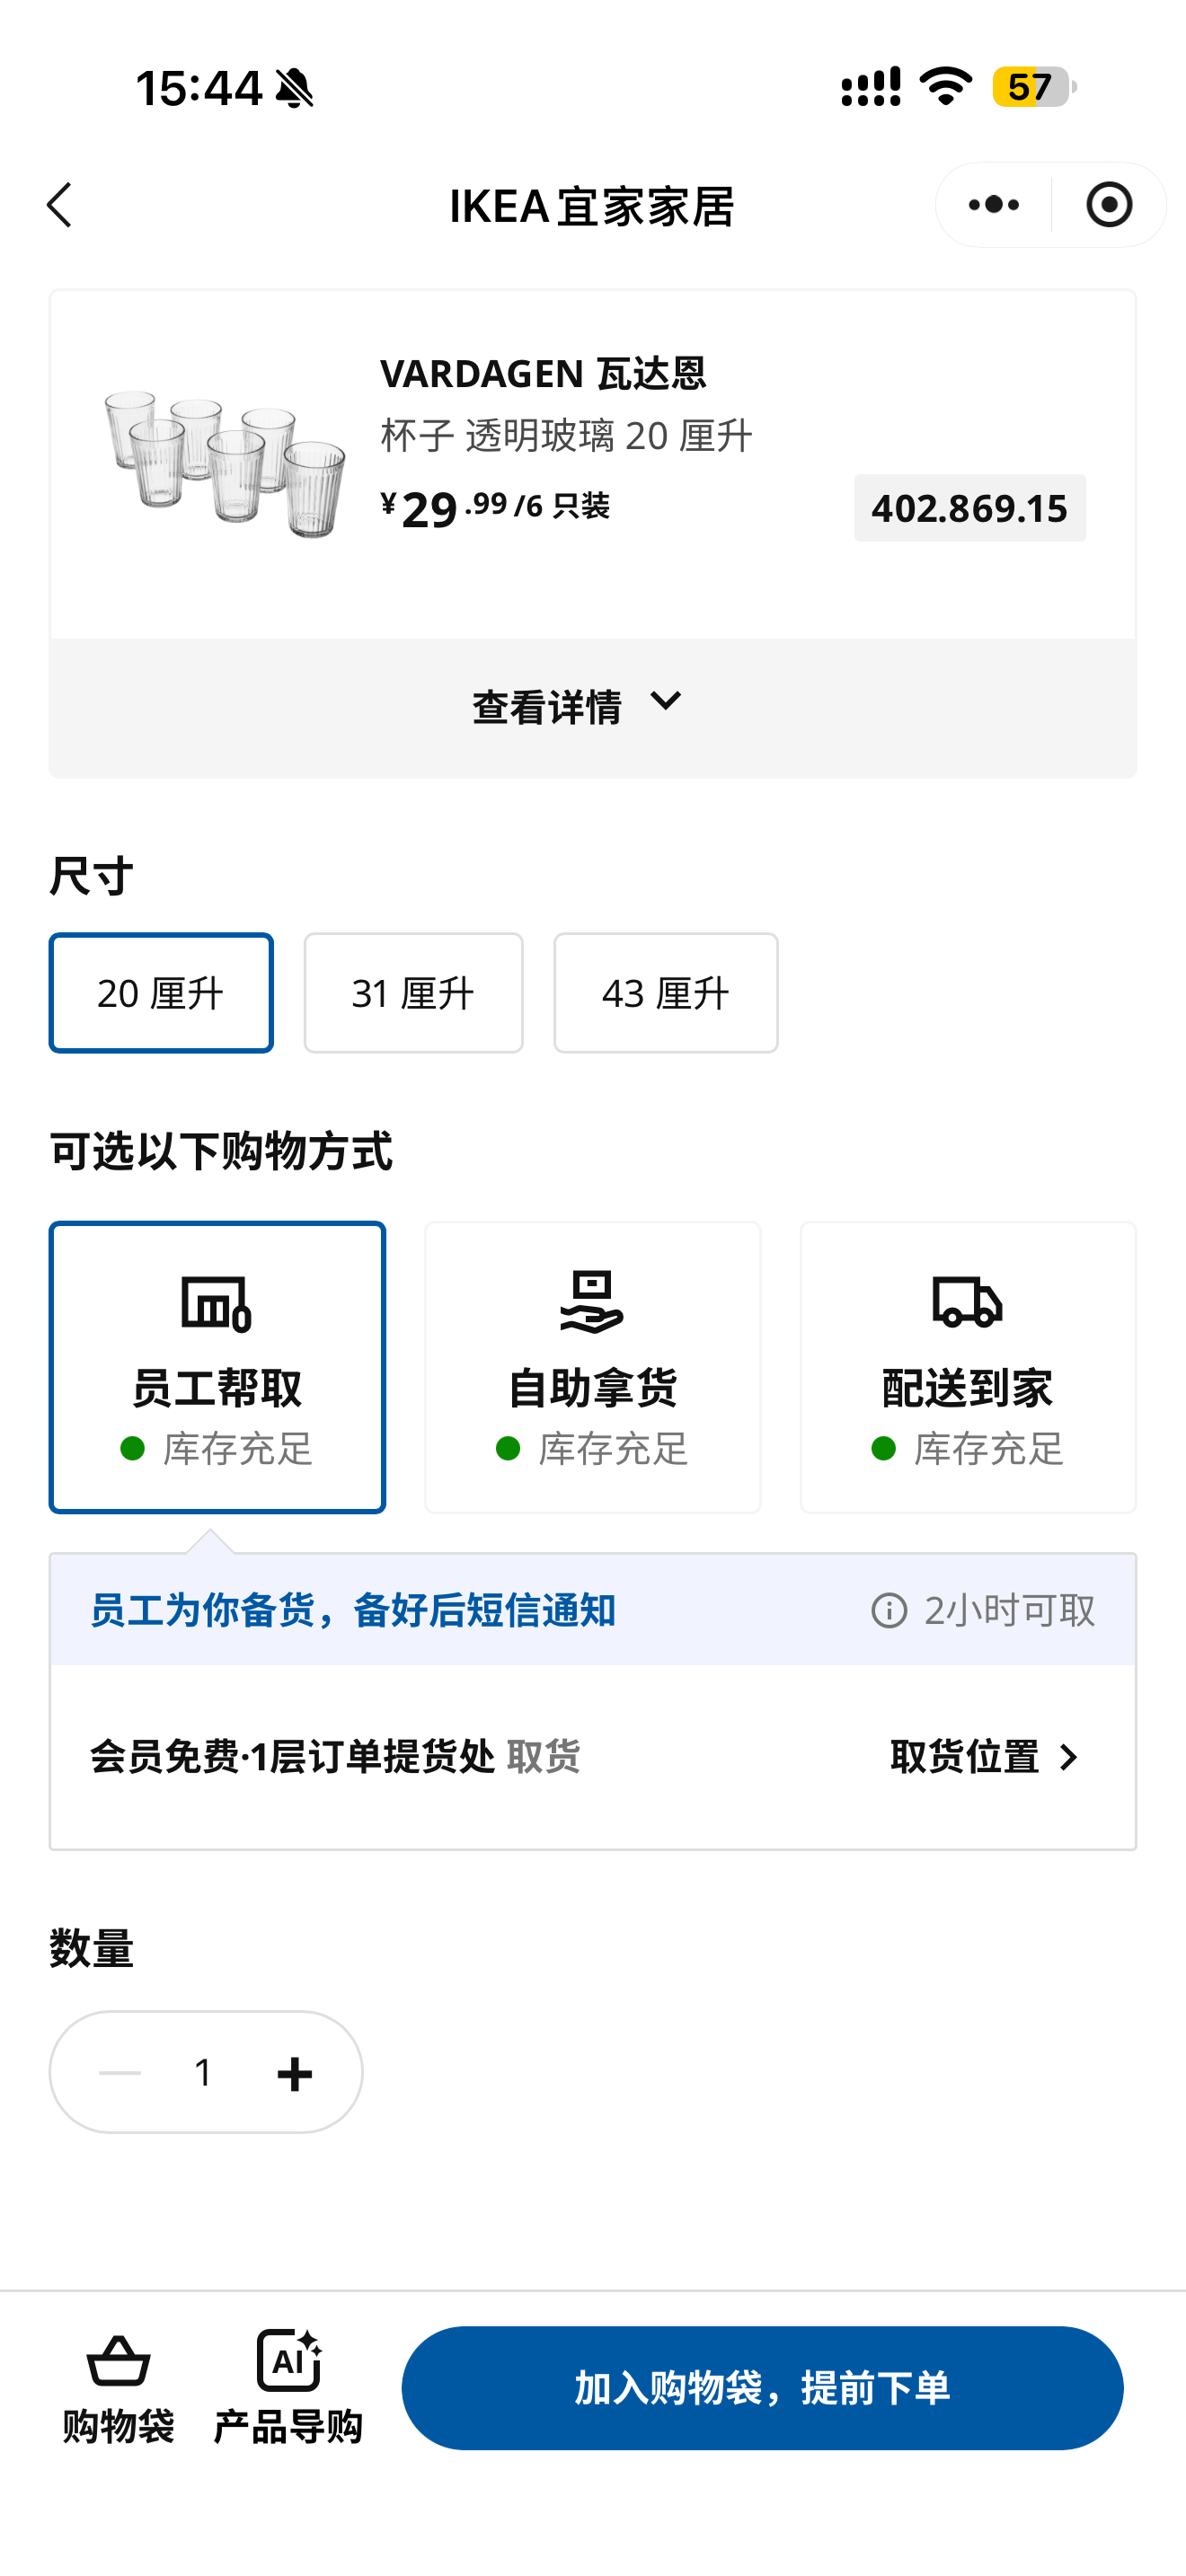 15:44
57
IKEA宜家家居
VARDAGEN 瓦达恩
杯子 透明玻璃 20 厘升
¥29.99/6 只装
402.869.15
查看详情
尺寸
20 厘升 31 厘升 43 厘升
可选以下购物方式
员工帮取 自助拿货 配送到家
库存充足 库存充足 库存充足
员工为你备货，备好后短信通知 2小时可取
会员免费·1层订单提货处 取货 取货位置
数量
1
AI
购物袋 产品导购 加入购物袋，提前下单